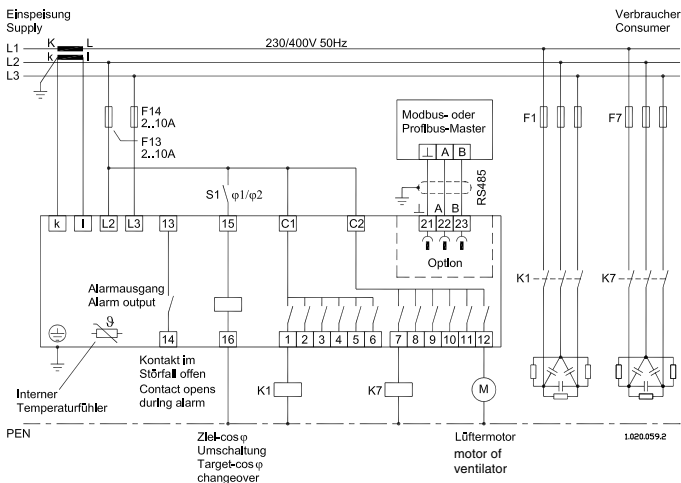 Einspeisung
Supply
Verbraucher
Consumer
K L
230/400V 50Hz
L1
k l
L2
L3
F14
2..10A
F13
2..10A
Modbus- oder
Profibus-Master
⊥ A B
F1
F7
S1 φ1/φ2
RS485
⊥ A B
k l L2 L3 13 15 C1 C2 21 22 23
Option
Alarmausgang
Alarm output
K1
K7
ϑ
14 16 1 2 3 4 5 6 7 8 9 10 11 12
Kontakt im
Störfall offen
Contact opens
during alarm
Interner
Temperaturfühler
K1
K7
M
PEN
Ziel-cos φ
Umschaltung
Target-cos φ
changeover
Lüftermotor
motor of
ventilator
1.020.059.2